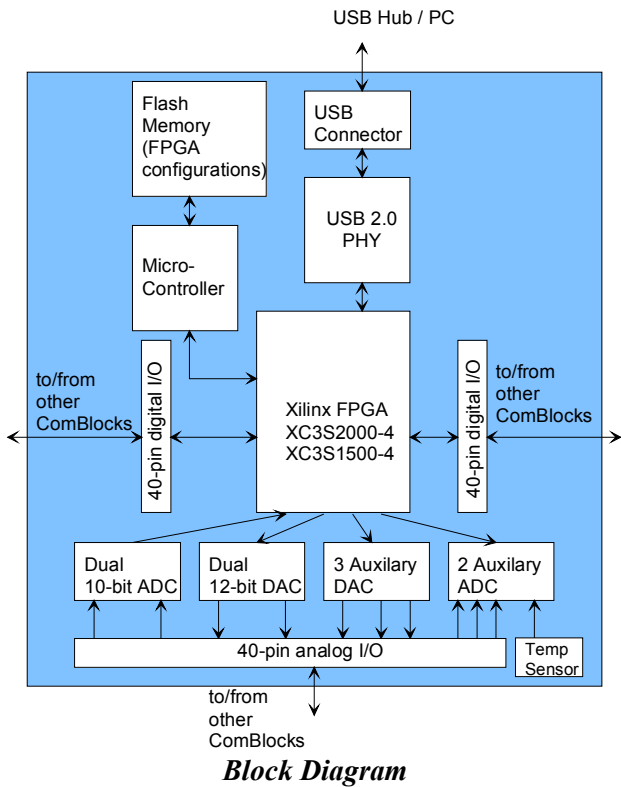 USB Hub / PC
Flash
Memory
(FPGA
configurations)
USB
Connector
USB 2.0
PHY
Micro-
Controller
to/from
other
ComBlocks
40-pin digital I/O
Xilinx FPGA
XC3S2000-4
XC3S1500-4
40-pin digital I/O
to/from
other
ComBlocks
Dual
10-bit ADC
Dual
12-bit DAC
3 Auxilary
DAC
2 Auxilary
ADC
40-pin analog I/O
Temp
Sensor
to/from
other
ComBlocks
Block Diagram